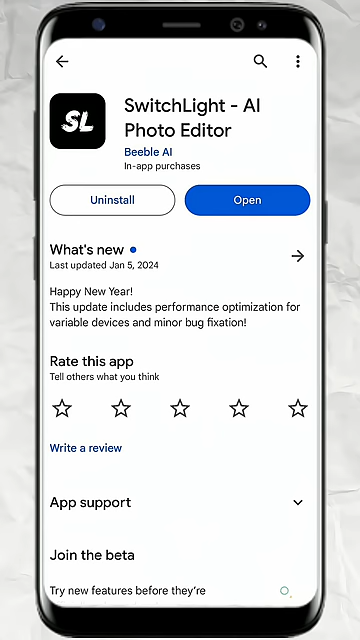 SL
SwitchLight - AI
Photo Editor
Beeble AI
In-app purchases
Uninstall
Open
What's new
Last updated Jan 5, 2024
Happy New Year!
This update includes performance optimization for
variable devices and minor bug fixation!
Rate this app
Tell others what you think
Write a review
App support
Join the beta
Try new features before they're